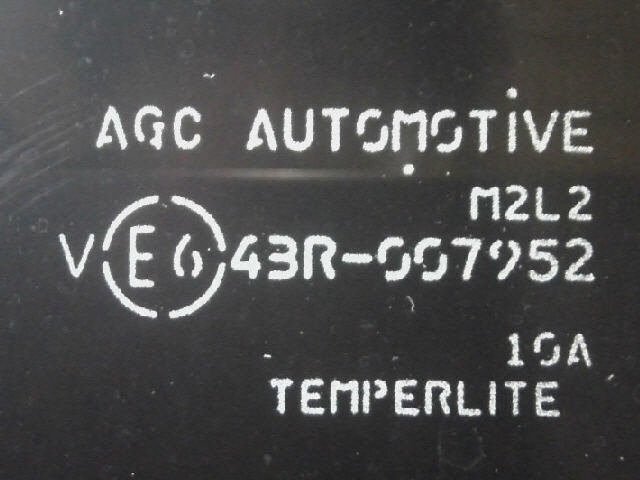 AGC AUTOMOTIVE
M2L2
V E6 43R-007952
10A
TEMPERLITE